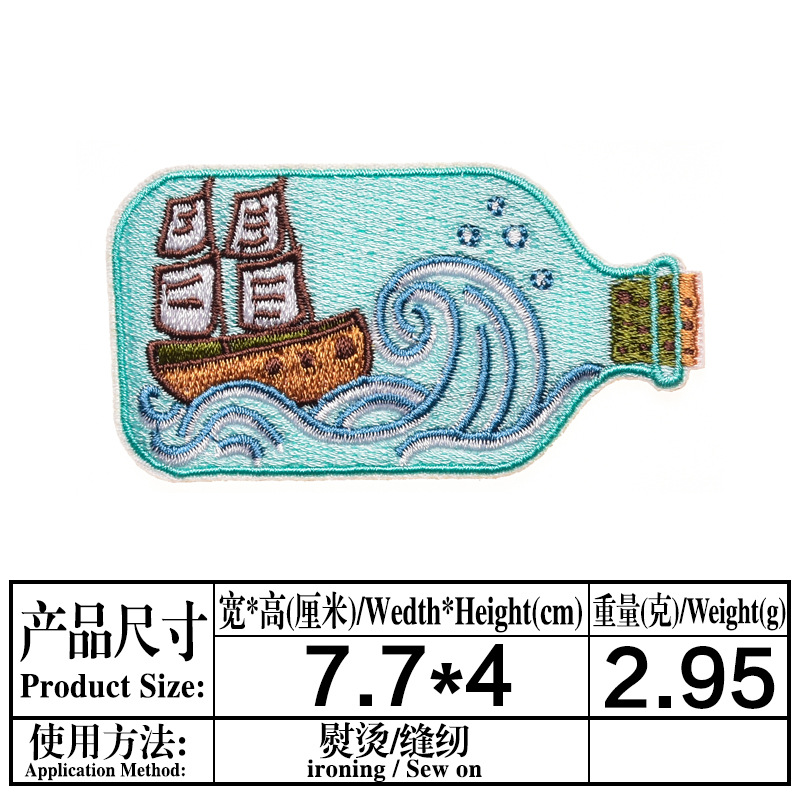 产品尺寸
Product Size:
宽*高(厘米)/Wedth*Height(cm)
7.7*4
重量(克)/Weight(g)
2.95
使用方法:
Application Method:
熨烫/缝纫
ironing / Sew on